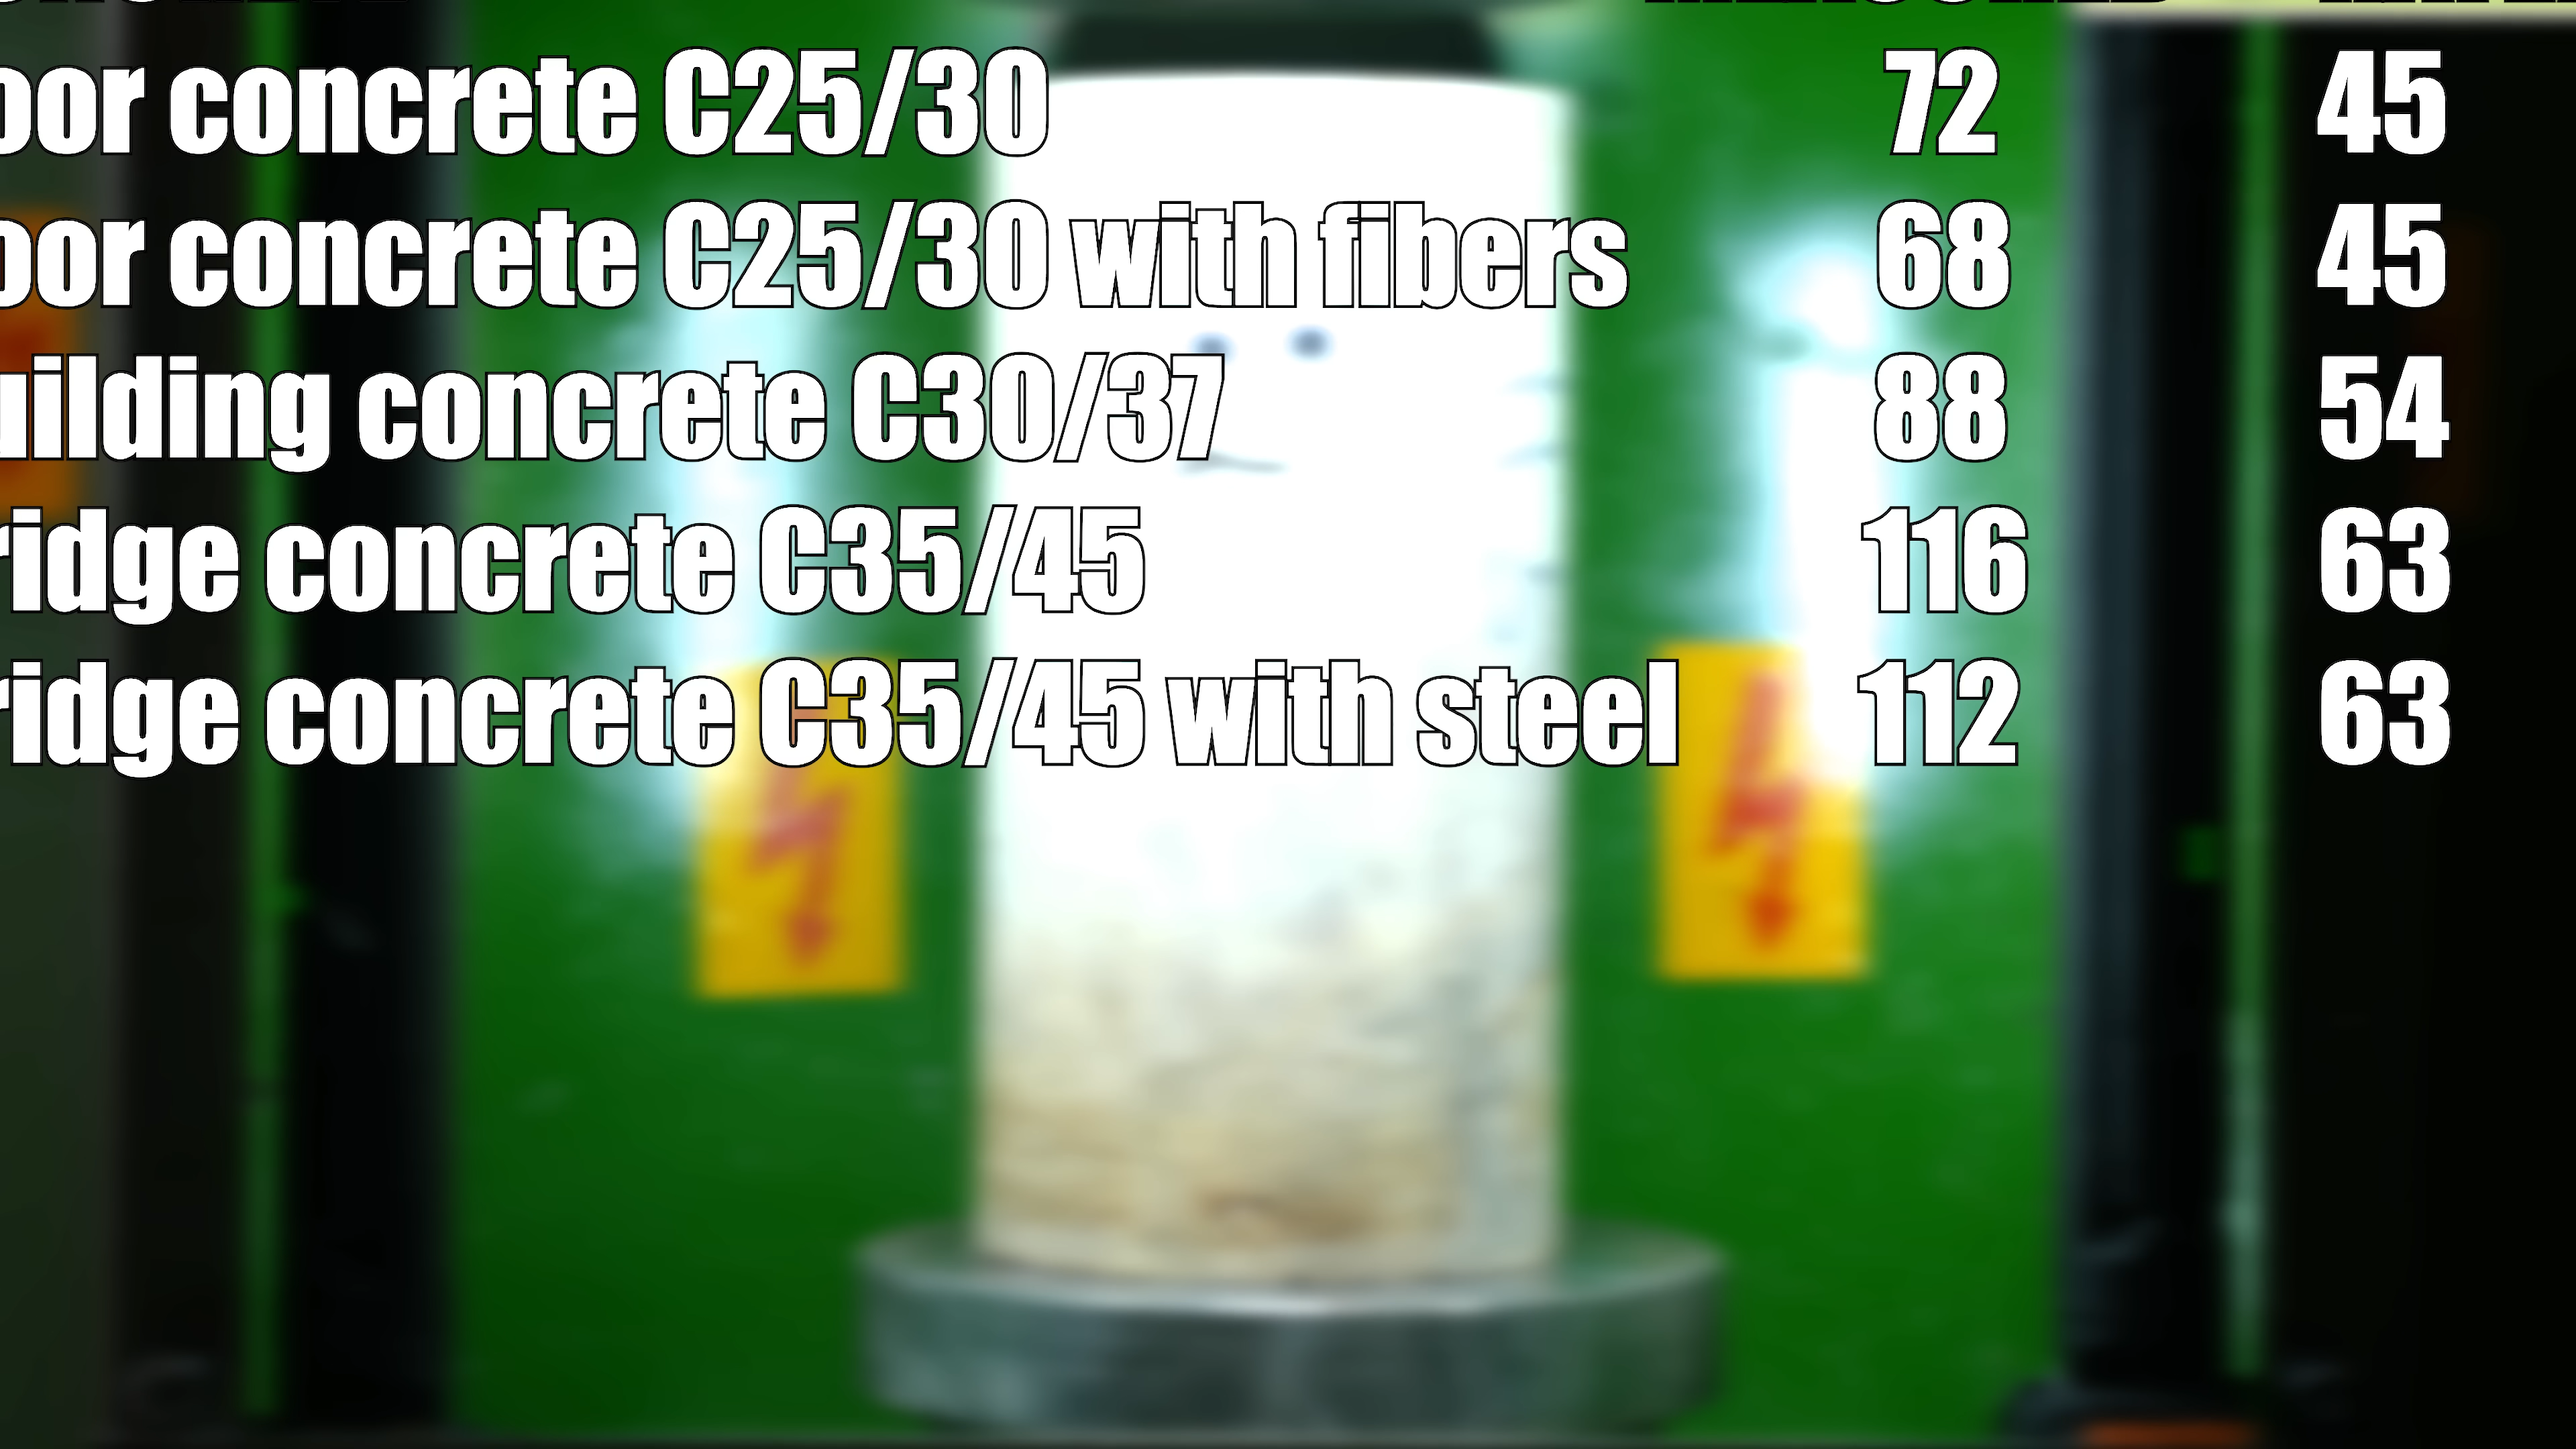 oor concrete C25/30 72 45
oor concrete C25/30 with fibers 68 45
uilding concrete C30/37 88 54
ridge concrete C35/45 116 63
ridge concrete C35/45 with steel 112 63